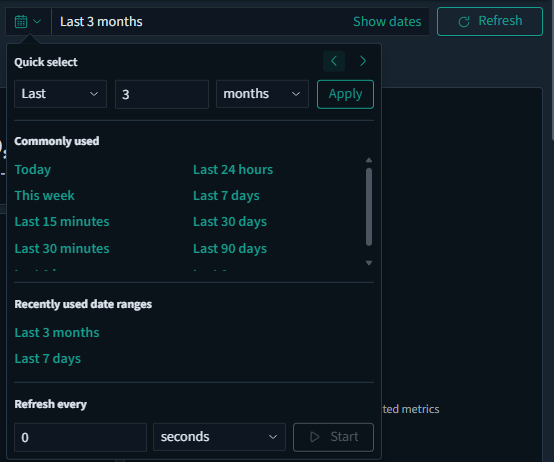 Last 3 months Show dates Refresh
Quick select
Last 3 months Apply
Commonly used
Today Last 24 hours
This week Last 7 days
Last 15 minutes Last 30 days
Last 30 minutes Last 90 days
Recently used date ranges
Last 3 months
Last 7 days
ted metrics
Refresh every
0 seconds Start